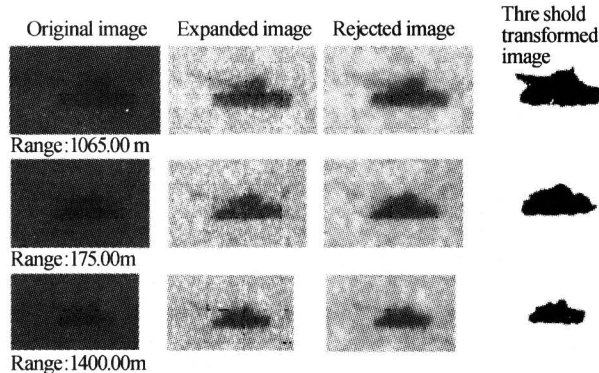 Original image
Expanded image
Rejected image
Thre shold
transformed
image
Range:1065.00 m
Range:175.00m
Range:1400.00m